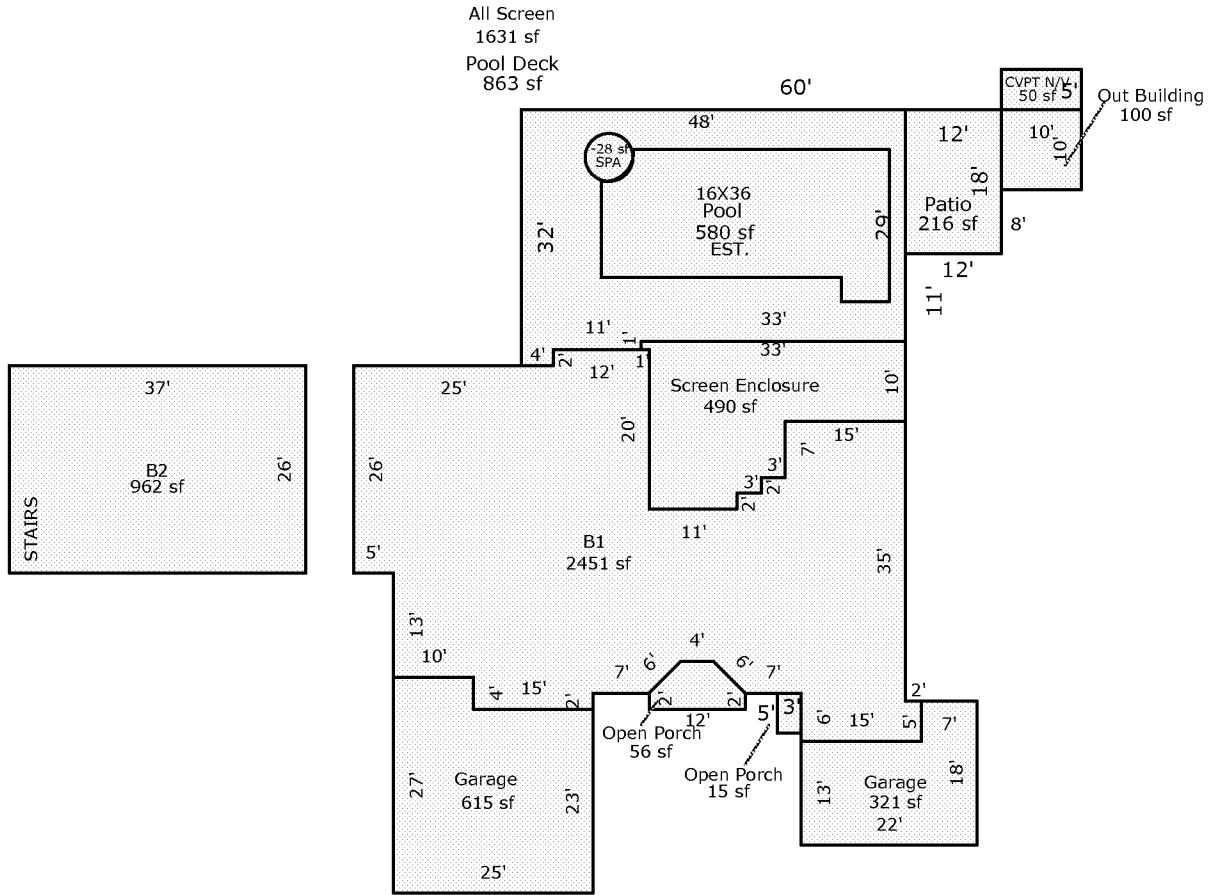 All Screen
1631 sf
Pool Deck
863 sf
60'
CVPT N/V
50 sf
5'
Out Building
100 sf
48'
12'
10'
10'
-28 sf
SPA
18'
16X36
Pool
580 sf
EST.
Patio
216 sf
32'
29'
8'
12'
11'
33'
11'
1'
33'
4'
2'
12'
1'
37'
25'
Screen Enclosure
490 sf
10'
20'
15'
7'
B2
962 sf
26'
26'
3'
3'
2'
2'
STAIRS
11'
B1
2451 sf
5'
35'
13'
4'
10'
7'
6'
6'
7'
4'
15'
2'
2'
2'
3'
2'
12'
5'
6'
15'
5'
7'
Open Porch
56 sf
Open Porch
15 sf
Garage
615 sf
27'
23'
13'
Garage
321 sf
18'
22'
25'